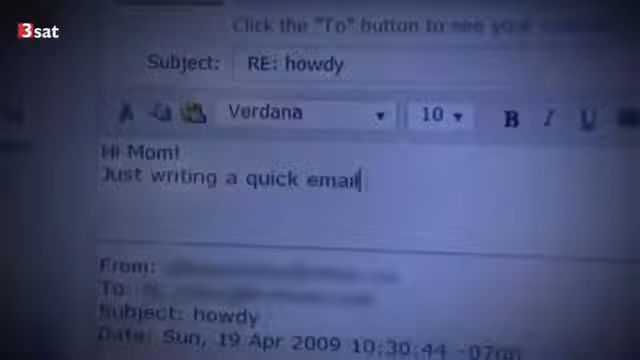 3sat
Click the "To" button to see your
Subject: RE: howdy
Verdana 10 B I U
Hi Mom!
Just writing a quick email
From:
To:
Subject: howdy
Date: Sun, 19 Apr 2009 10:30:44